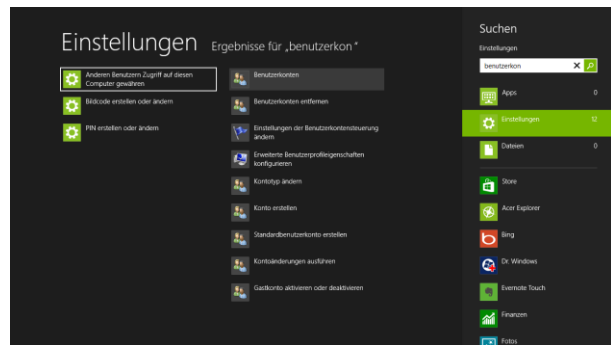 Einstellungen Ergebnisse für „benutzerkon“
Anderen Benutzern Zugriff auf diesen
Computer gewähren
Bildcode erstellen oder ändern
PIN erstellen oder ändern
Benutzerkonten
Benutzerkonten entfernen
Einstellungen der Benutzerkontensteuerung
ändern
Erweiterte Benutzerprofileigenschaften
konfigurieren
Kontotyp ändern
Konto erstellen
Standardbenutzerkonto erstellen
Kontoänderungen ausführen
Gastkonto aktivieren oder deaktivieren
Suchen
Einstellungen
benutzerkon
Apps 0
Einstellungen 12
Dateien 0
Store
Acer Explorer
Bing
Dr. Windows
Evernote Touch
Finanzen
Fotos